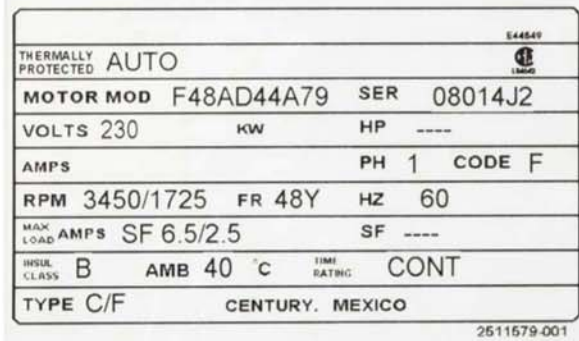 E44849
THERMALLY PROTECTED AUTO
MOTOR MOD F48AD44A79 SER 08014J2
VOLTS 230 KW HP ----
AMPS PH 1 CODE F
RPM 3450/1725 FR 48Y HZ 60
MAX LOAD AMPS SF 6.5/2.5 SF ----
INSUL CLASS B AMB 40 °C TIME RATING CONT
TYPE C/F CENTURY. MEXICO
2511579-001